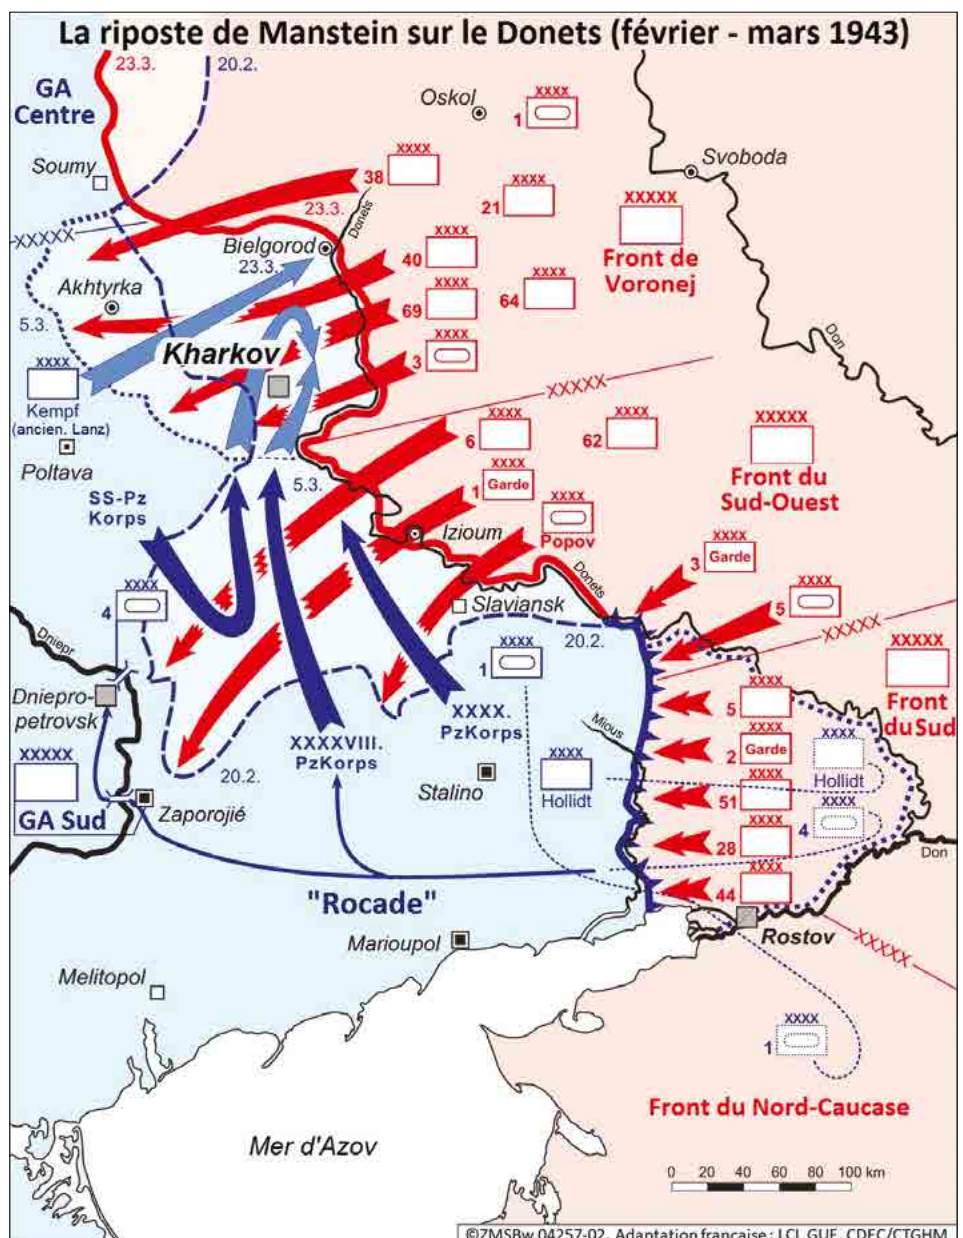 La riposte de Manstein sur le Donets (février - mars 1943)
23.3.
20.2.
GA
Centre
Oskol
XXXX
1
Soumy
Svoboda
XXXX
38
XXXX
21
XXXXX
Front de
Voronej
23.3.
Donets
XXXXX
Bielgorod
23.3.
XXXX
40
Akhtyrka
XXXX
64
XXXX
69
5.3.
Don
Kharkov
XXXX
3
XXXX
Kempf
(ancien. Lanz)
XXXXX
Poltava
XXXX
6
XXXX
62
XXXXX
Front du
Sud-Ouest
5.3.
SS-Pz
Korps
XXXX
1
Garde
XXXX
Popov
Izioum
XXXX
3
Garde
Donets
XXXX
4
Slaviansk
XXXX
5
20.2.
XXXXX
Dniepr
XXXX
1
XXXXX
Front
du Sud
Dniepro-
petrovsk
XXXX
5
XXXX.
PzKorps
Mious
XXXXVIII.
PzKorps
XXXX
2
Garde
XXXX
Hollidt
XXXXX
20.2.
XXXX
Hollidt
Stalino
XXXX
51
GA Sud
Zaporojié
XXXX
4
XXXX
28
Don
"Rocade"
XXXX
44
Rostov
Marioupol
XXXXX
Melitopol
XXXX
1
Front du Nord-Caucase
Mer d'Azov
0 20 40 60 80 100 km
©ZMSBw 04257-02, Adaptation française : LCL GUE, CDEC/CTGHM